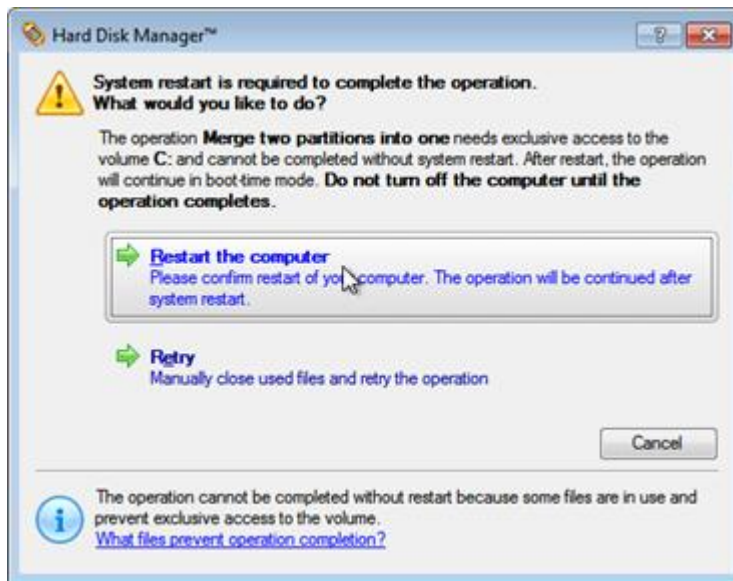 Hard Disk Manager™
System restart is required to complete the operation.
What would you like to do?
The operation Merge two partitions into one needs exclusive access to the
volume C: and cannot be completed without system restart. After restart, the operation
will continue in boot-time mode. Do not turn off the computer until the
operation completes.
Restart the computer
Please confirm restart of your computer. The operation will be continued after
system restart.
Retry
Manually close used files and retry the operation
Cancel
The operation cannot be completed without restart because some files are in use and
prevent exclusive access to the volume.
What files prevent operation completion?